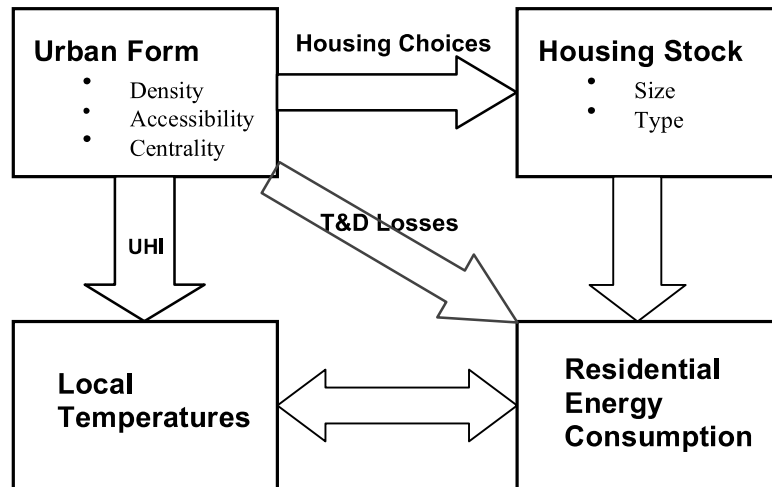 Urban Form
• Density
• Accessibility
• Centrality
Housing Choices
Housing Stock
• Size
• Type
T&D Losses
UHI
Local
Temperatures
Residential
Energy
Consumption